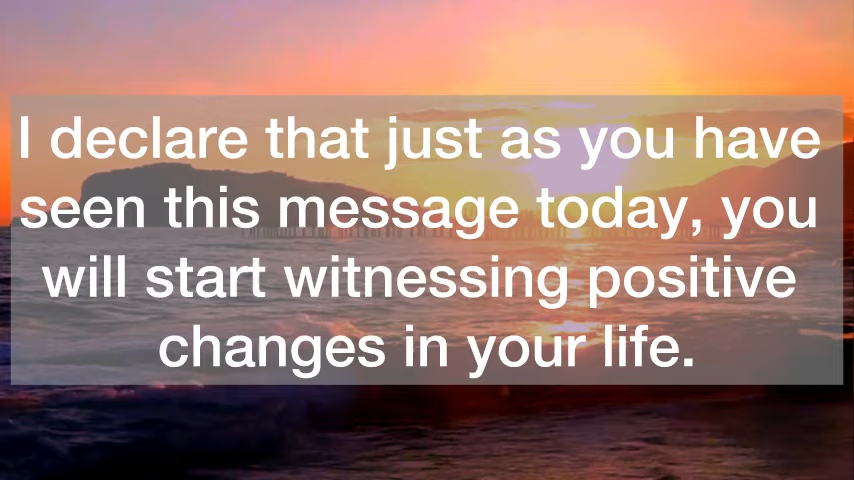 I declare that just as you have
seen this message today, you
will start witnessing positive
changes in your life.